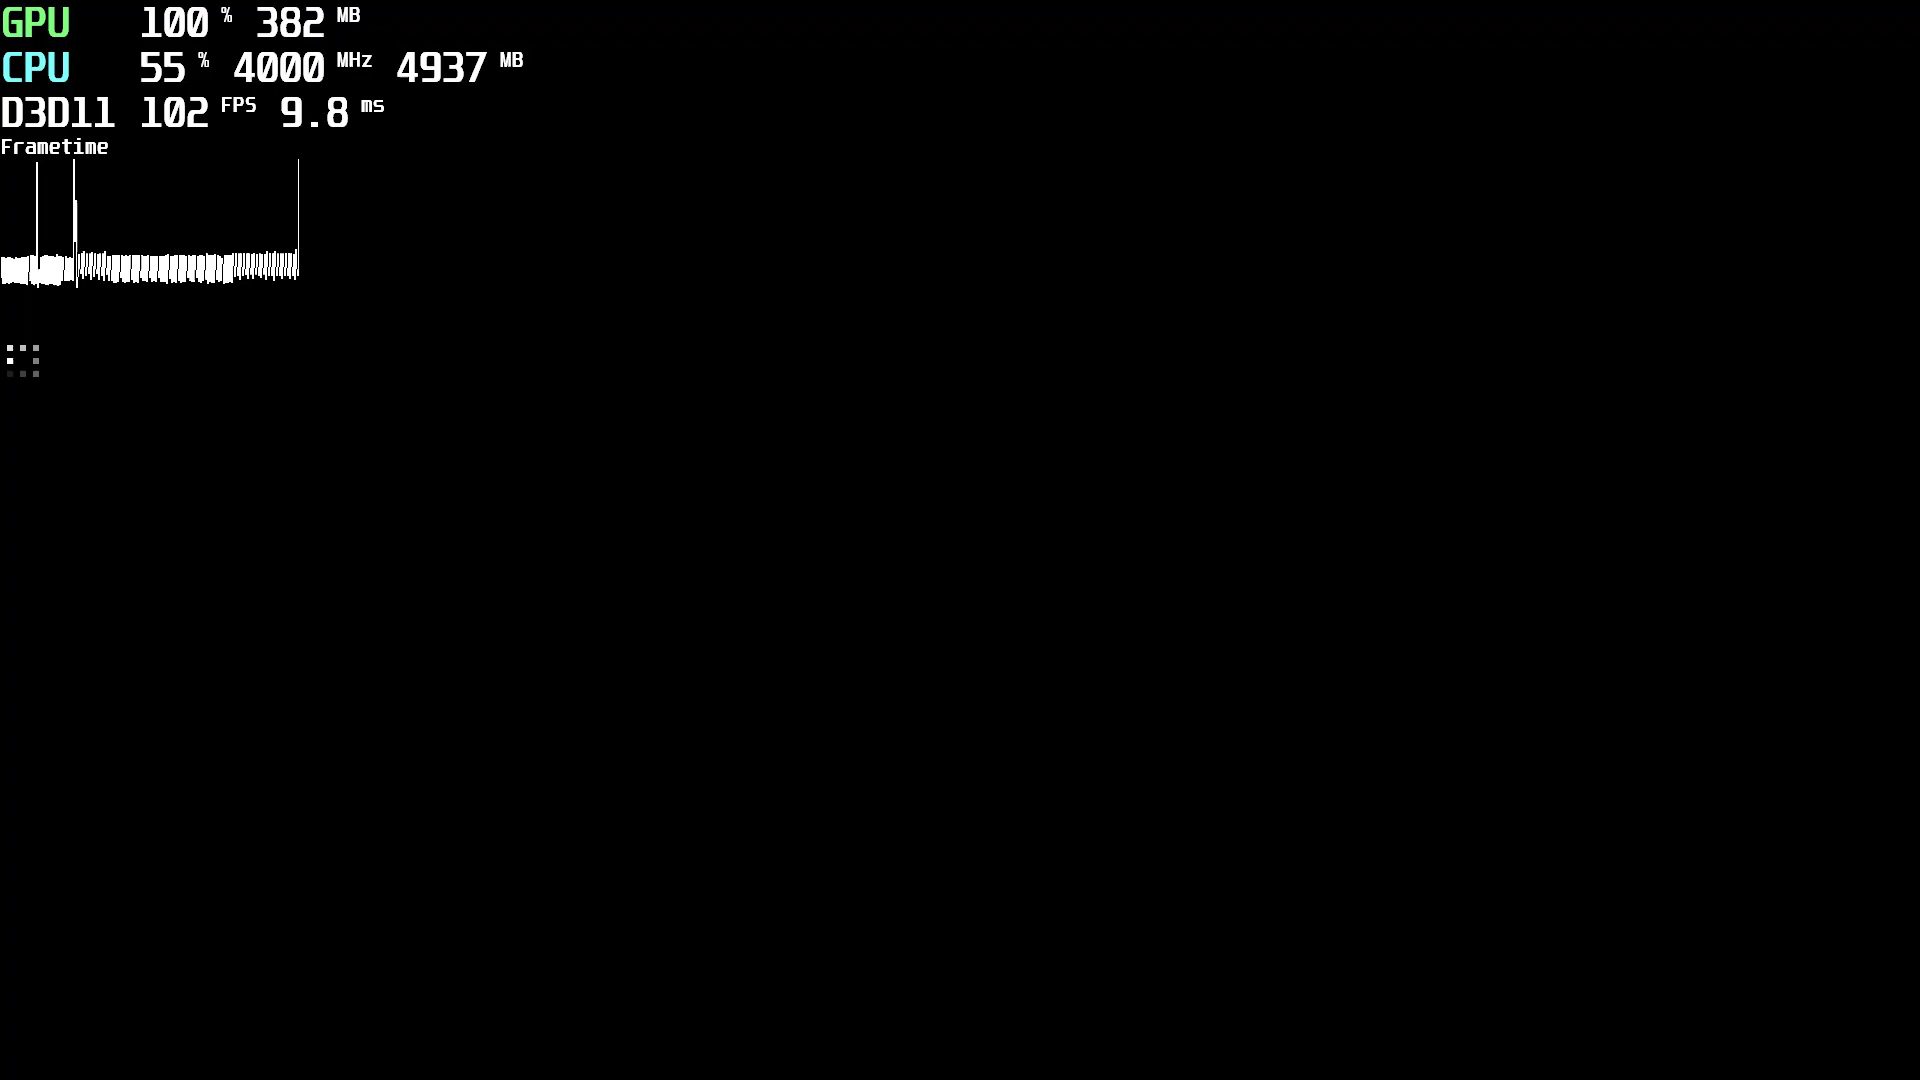 GPU 100 % 382 MB
CPU 55 % 4000 MHz 4937 MB
D3D11 102 FPS 9.8 ms
Frametime